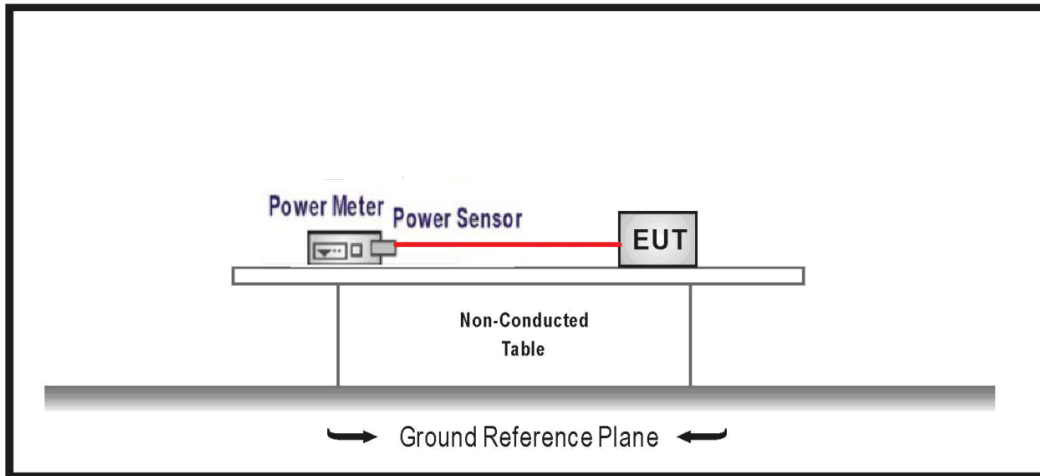 Power Meter
Power Sensor
EUT
Non-Conducted
Table
Ground Reference Plane